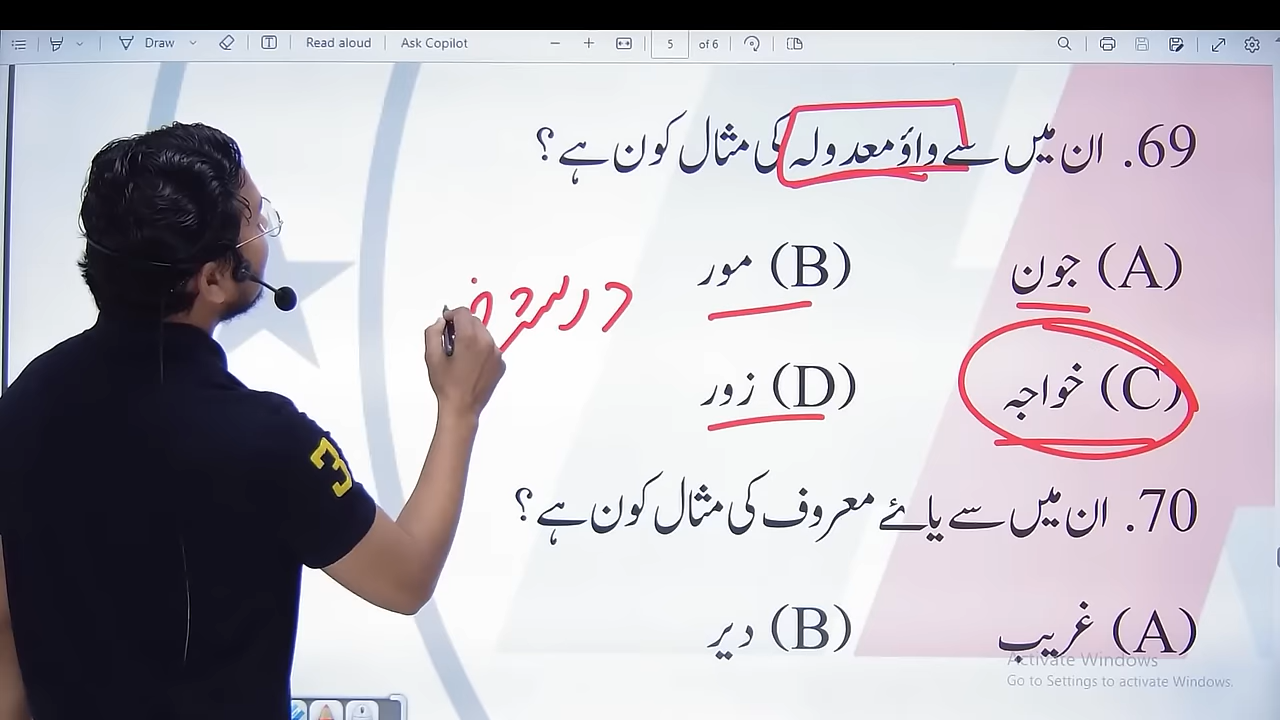 Draw
Read aloud
Ask Copilot
5 of 6
69. ان میں سے واؤ معدولہ کی مثال کون ہے ؟
(A) جون (B) مور
(C) خواجہ (D) زور
70. ان میں سے یائے معروف کی مثال کون ہے ؟
(A) غریب (B) دیر
Activate Windows
Go to Settings to activate Windows.
3